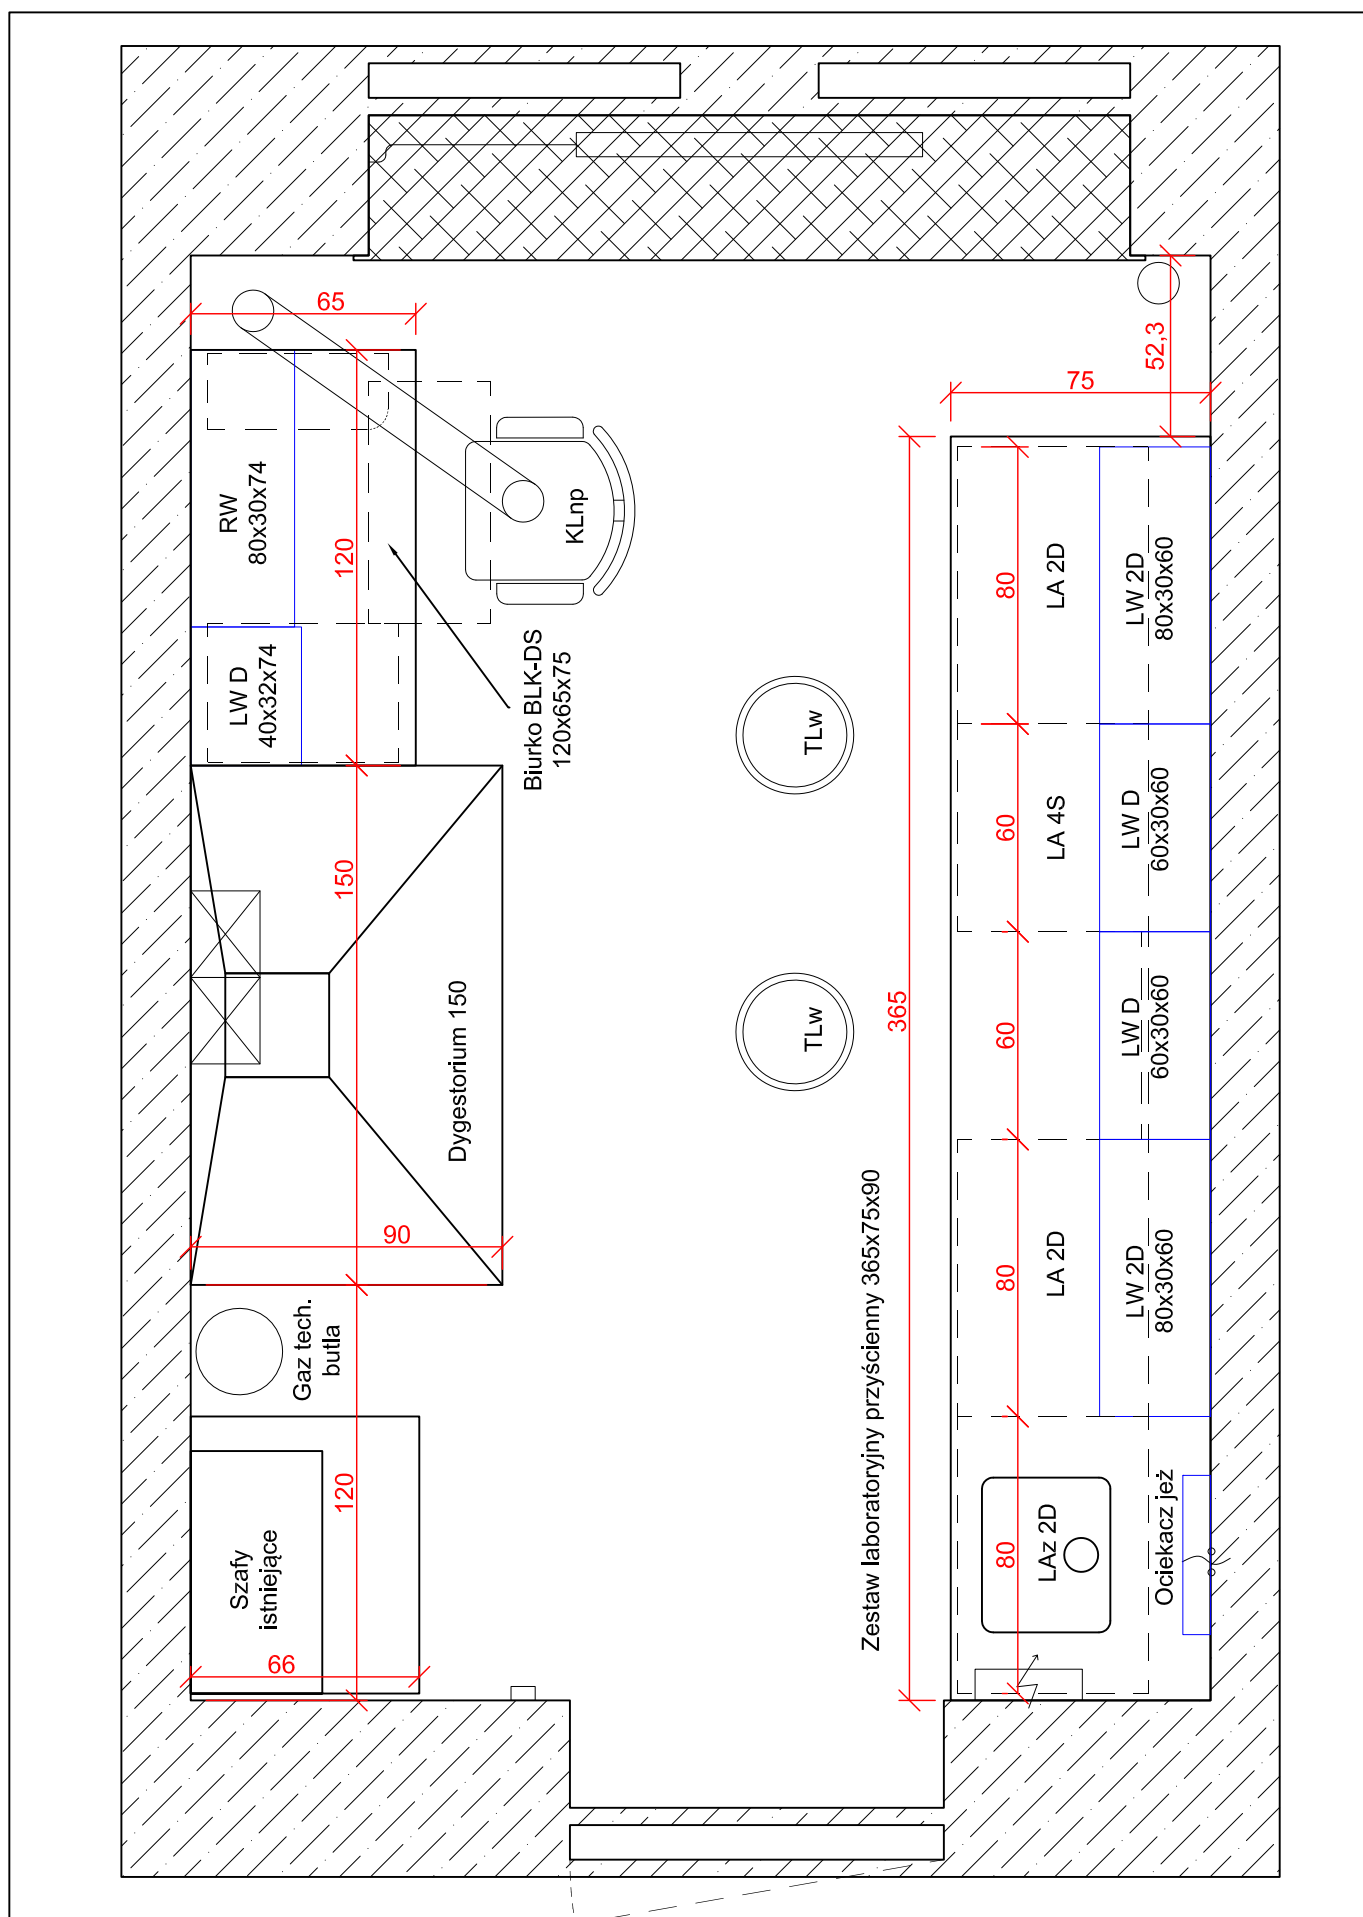 65
RW
80x30x74
120
LW D
40x32x74
KLnp
Biurko BLK-DS
120x65x75
150
Dygestorium 150
90
Gaz tech.
butla
120
Szafy
istniejące
66
TLw
TLw
52,3
75
365
Zestaw laboratoryjny przyścienny 365x75x90
80
LA 2D
LW 2D
80x30x60
60
LA 4S
LW D
60x30x60
60
LW D
60x30x60
80
LA 2D
LW 2D
80x30x60
80
LAz 2D
Ociekacz jeż